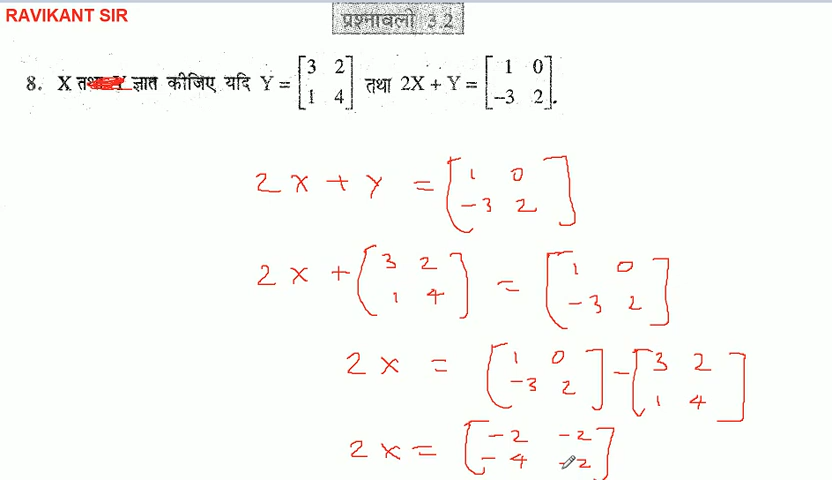 RAVIKANT SIR
प्रश्नावली 3.2
8. X तथा Y ज्ञात कीजिए यदि Y = [3 2; 1 4] तथा 2X + Y = [1 0; -3 2].
2X + Y = [1 0; -3 2]
2X + [3 2; 1 4] = [1 0; -3 2]
2X = [1 0; -3 2] - [3 2; 1 4]
2X = [-2 -2; -4 -2]